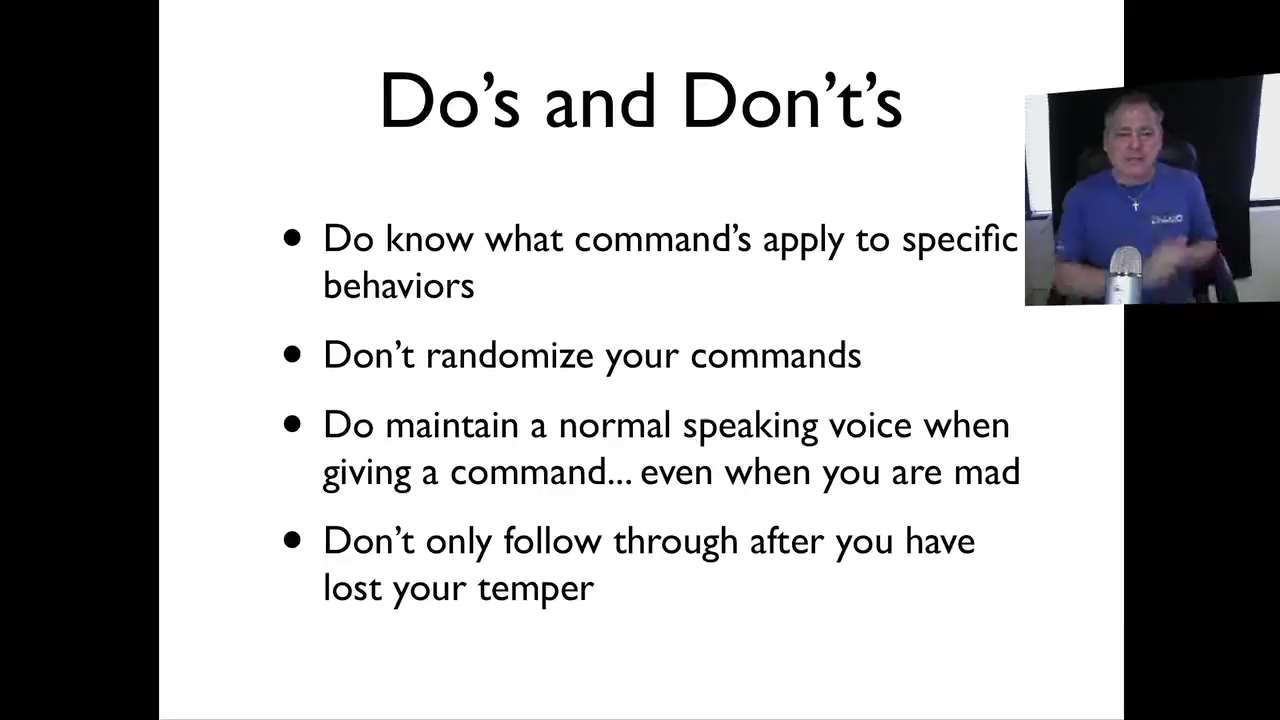 Do’s and Don’t’s
• Do know what command’s apply to specific
behaviors
• Don’t randomize your commands
• Do maintain a normal speaking voice when
giving a command... even when you are mad
• Don’t only follow through after you have
lost your temper